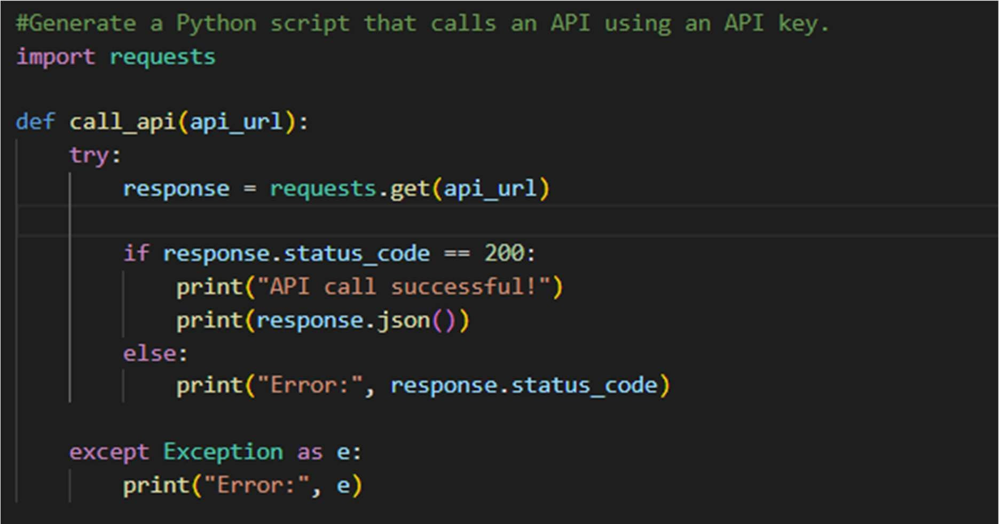 #Generate a Python script that calls an API using an API key.
import requests

def call_api(api_url):
    try:
        response = requests.get(api_url)

        if response.status_code == 200:
            print("API call successful!")
            print(response.json())
        else:
            print("Error:", response.status_code)

    except Exception as e:
        print("Error:", e)